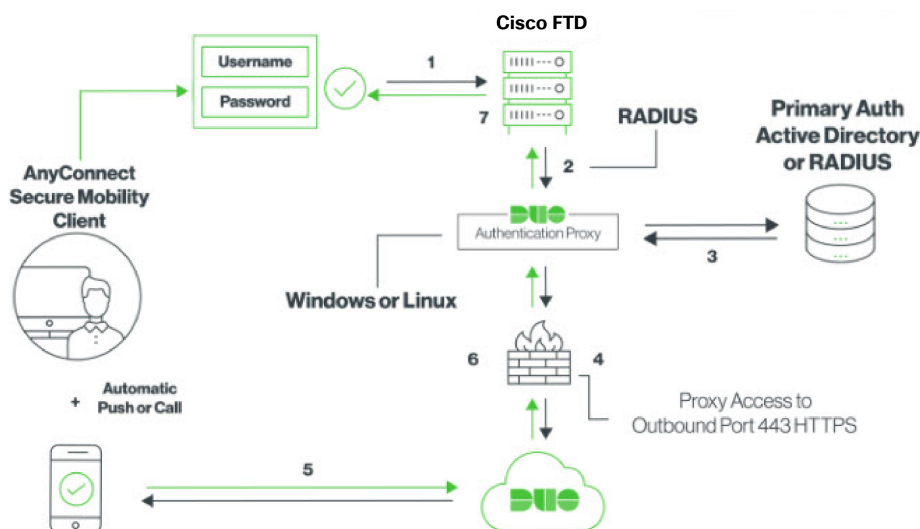 Cisco FTD
Username
Password
1
7
RADIUS
2
Primary Auth
Active Directory
or RADIUS
AnyConnect
Secure Mobility
Client
DUO
Authentication Proxy
3
Windows or Linux
6
4
+
Automatic
Push or Call
Proxy Access to
Outbound Port 443 HTTPS
5
DUO